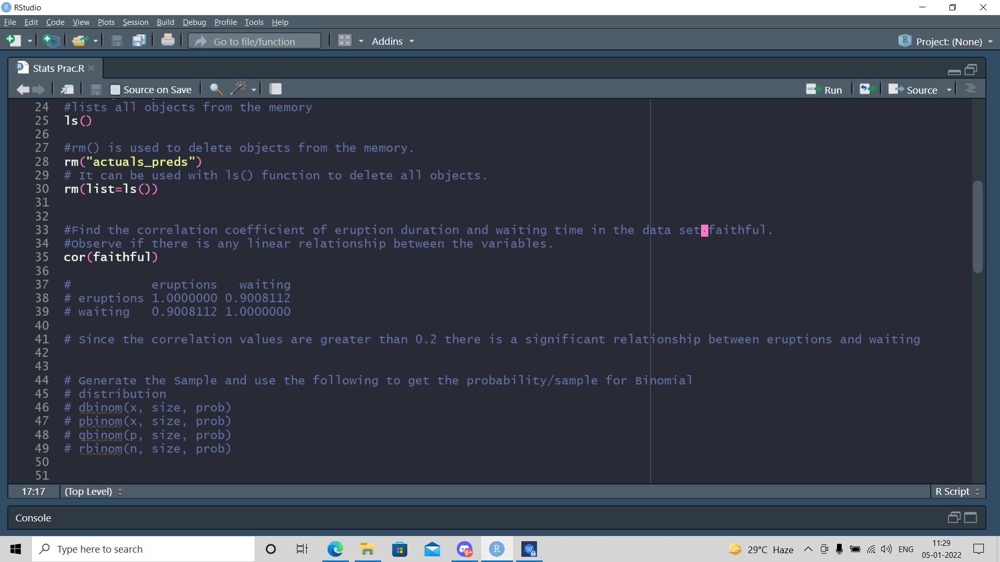 RStudio
File Edit Code View Plots Session Build Debug Profile Tools Help
Go to file/function Addins Project: (None)
Stats Prac.R
Source on Save Run Source
24 #lists all objects from the memory
25 ls()
26
27 #rm() is used to delete objects from the memory.
28 rm("actuals_preds")
29 # It can be used with ls() function to delete all objects.
30 rm(list=ls())
31
32
33 #Find the correlation coefficient of eruption duration and waiting time in the data set·faithful.
34 #Observe if there is any linear relationship between the variables.
35 cor(faithful)
36
37 #           eruptions   waiting
38 # eruptions 1.0000000 0.9008112
39 # waiting   0.9008112 1.0000000
40
41 # Since the correlation values are greater than 0.2 there is a significant relationship between eruptions and waiting
42
43
44 # Generate the Sample and use the following to get the probability/sample for Binomial
45 # distribution
46 # dbinom(x, size, prob)
47 # pbinom(x, size, prob)
48 # qbinom(p, size, prob)
49 # rbinom(n, size, prob)
50
51
17:17 (Top Level) R Script
Console
Type here to search 9+ R W 29°C Haze ENG 11:29
05-01-2022